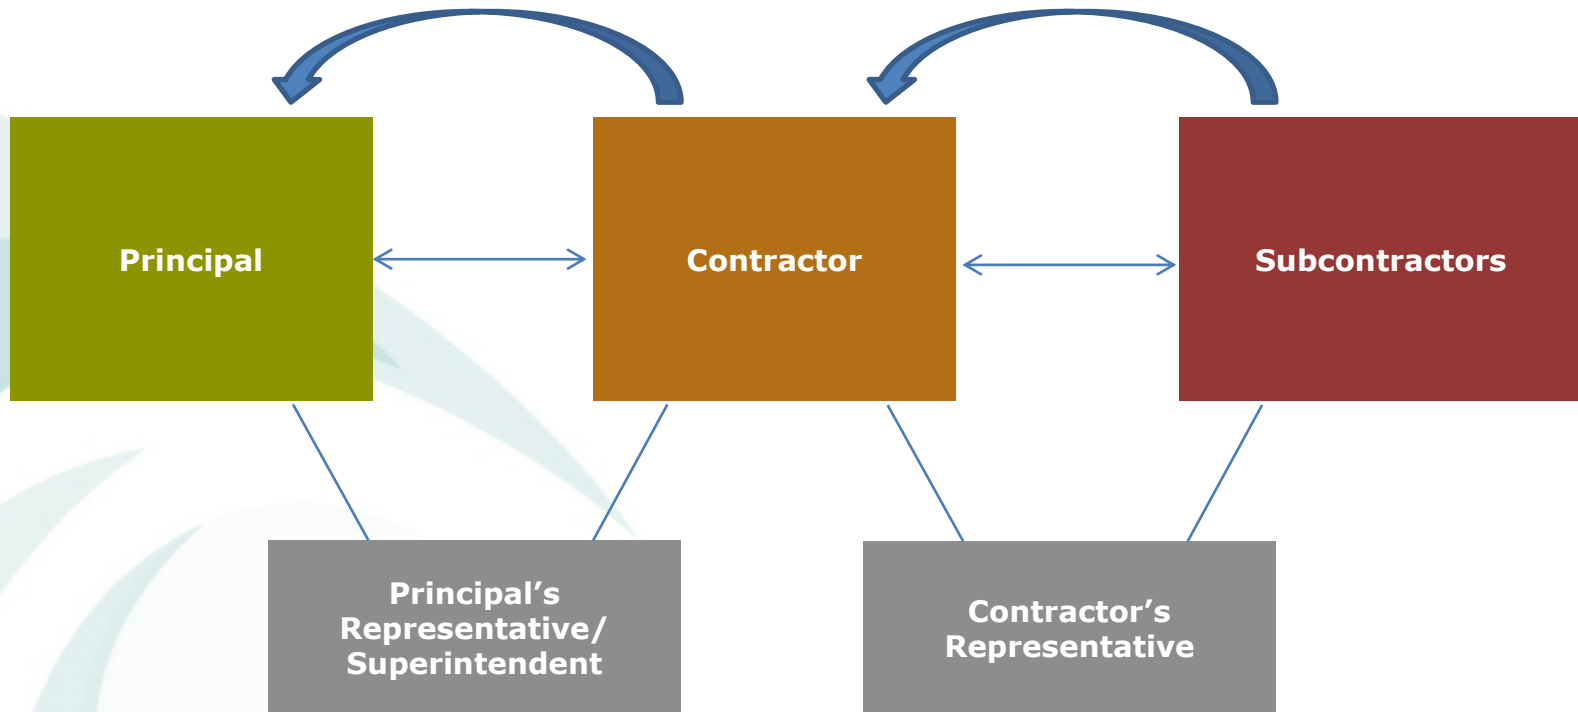 Principal
Contractor
Subcontractors
Principal’s
Representative/
Superintendent
Contractor’s
Representative